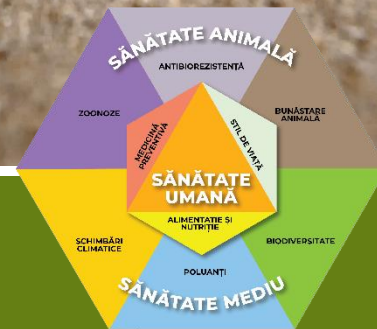 SĂNĂTATE ANIMALĂ
ANTIBIOREZISTENȚĂ
ZOONOZE
BUNĂSTARE
ANIMALĂ
MEDICINĂ
PREVENTIVĂ
STIL DE VIAȚĂ
SĂNĂTATE
UMANĂ
ALIMENTAȚIE ȘI
NUTRIȚIE
SCHIMBĂRI
CLIMATICE
BIODIVERSITATE
POLUANȚI
SĂNĂTATE MEDIU